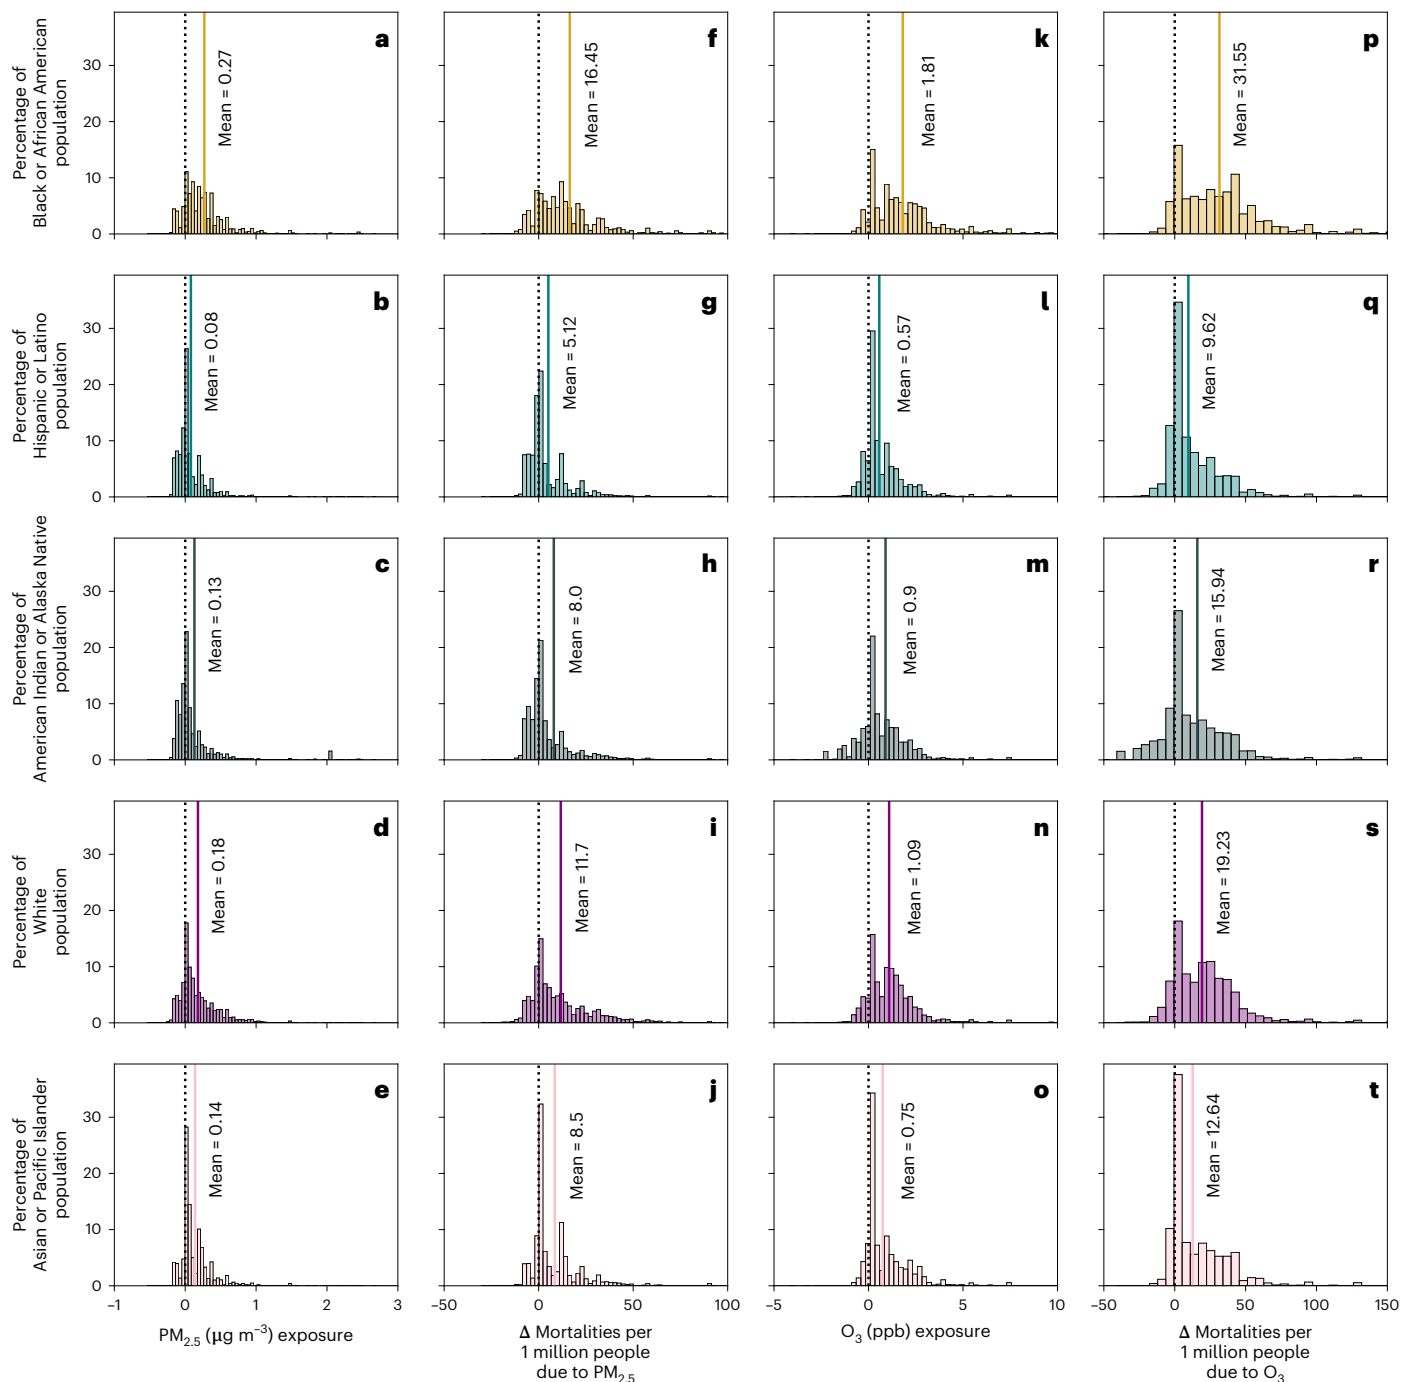 Percentage of
Black or African American
population
30
20
10
0
a
Mean = 0.27
f
Mean = 16.45
k
Mean = 1.81
p
Mean = 31.55
Percentage of
Hispanic or Latino
population
30
20
10
0
b
Mean = 0.08
g
Mean = 5.12
l
Mean = 0.57
q
Mean = 9.62
Percentage of
American Indian or Alaska Native
population
30
20
10
0
c
Mean = 0.13
h
Mean = 8.0
m
Mean = 0.9
r
Mean = 15.94
Percentage of
White
population
30
20
10
0
d
Mean = 0.18
i
Mean = 11.7
n
Mean = 1.09
s
Mean = 19.23
Percentage of
Asian or Pacific Islander
population
30
20
10
0
e
Mean = 0.14
j
Mean = 8.5
o
Mean = 0.75
t
Mean = 12.64
–1 0 1 2 3
PM2.5 (μg m–3) exposure
–50 0 50 100
Δ Mortalities per
1 million people
due to PM2.5
–5 0 5 10
O3 (ppb) exposure
–50 0 50 100 150
Δ Mortalities per
1 million people
due to O3